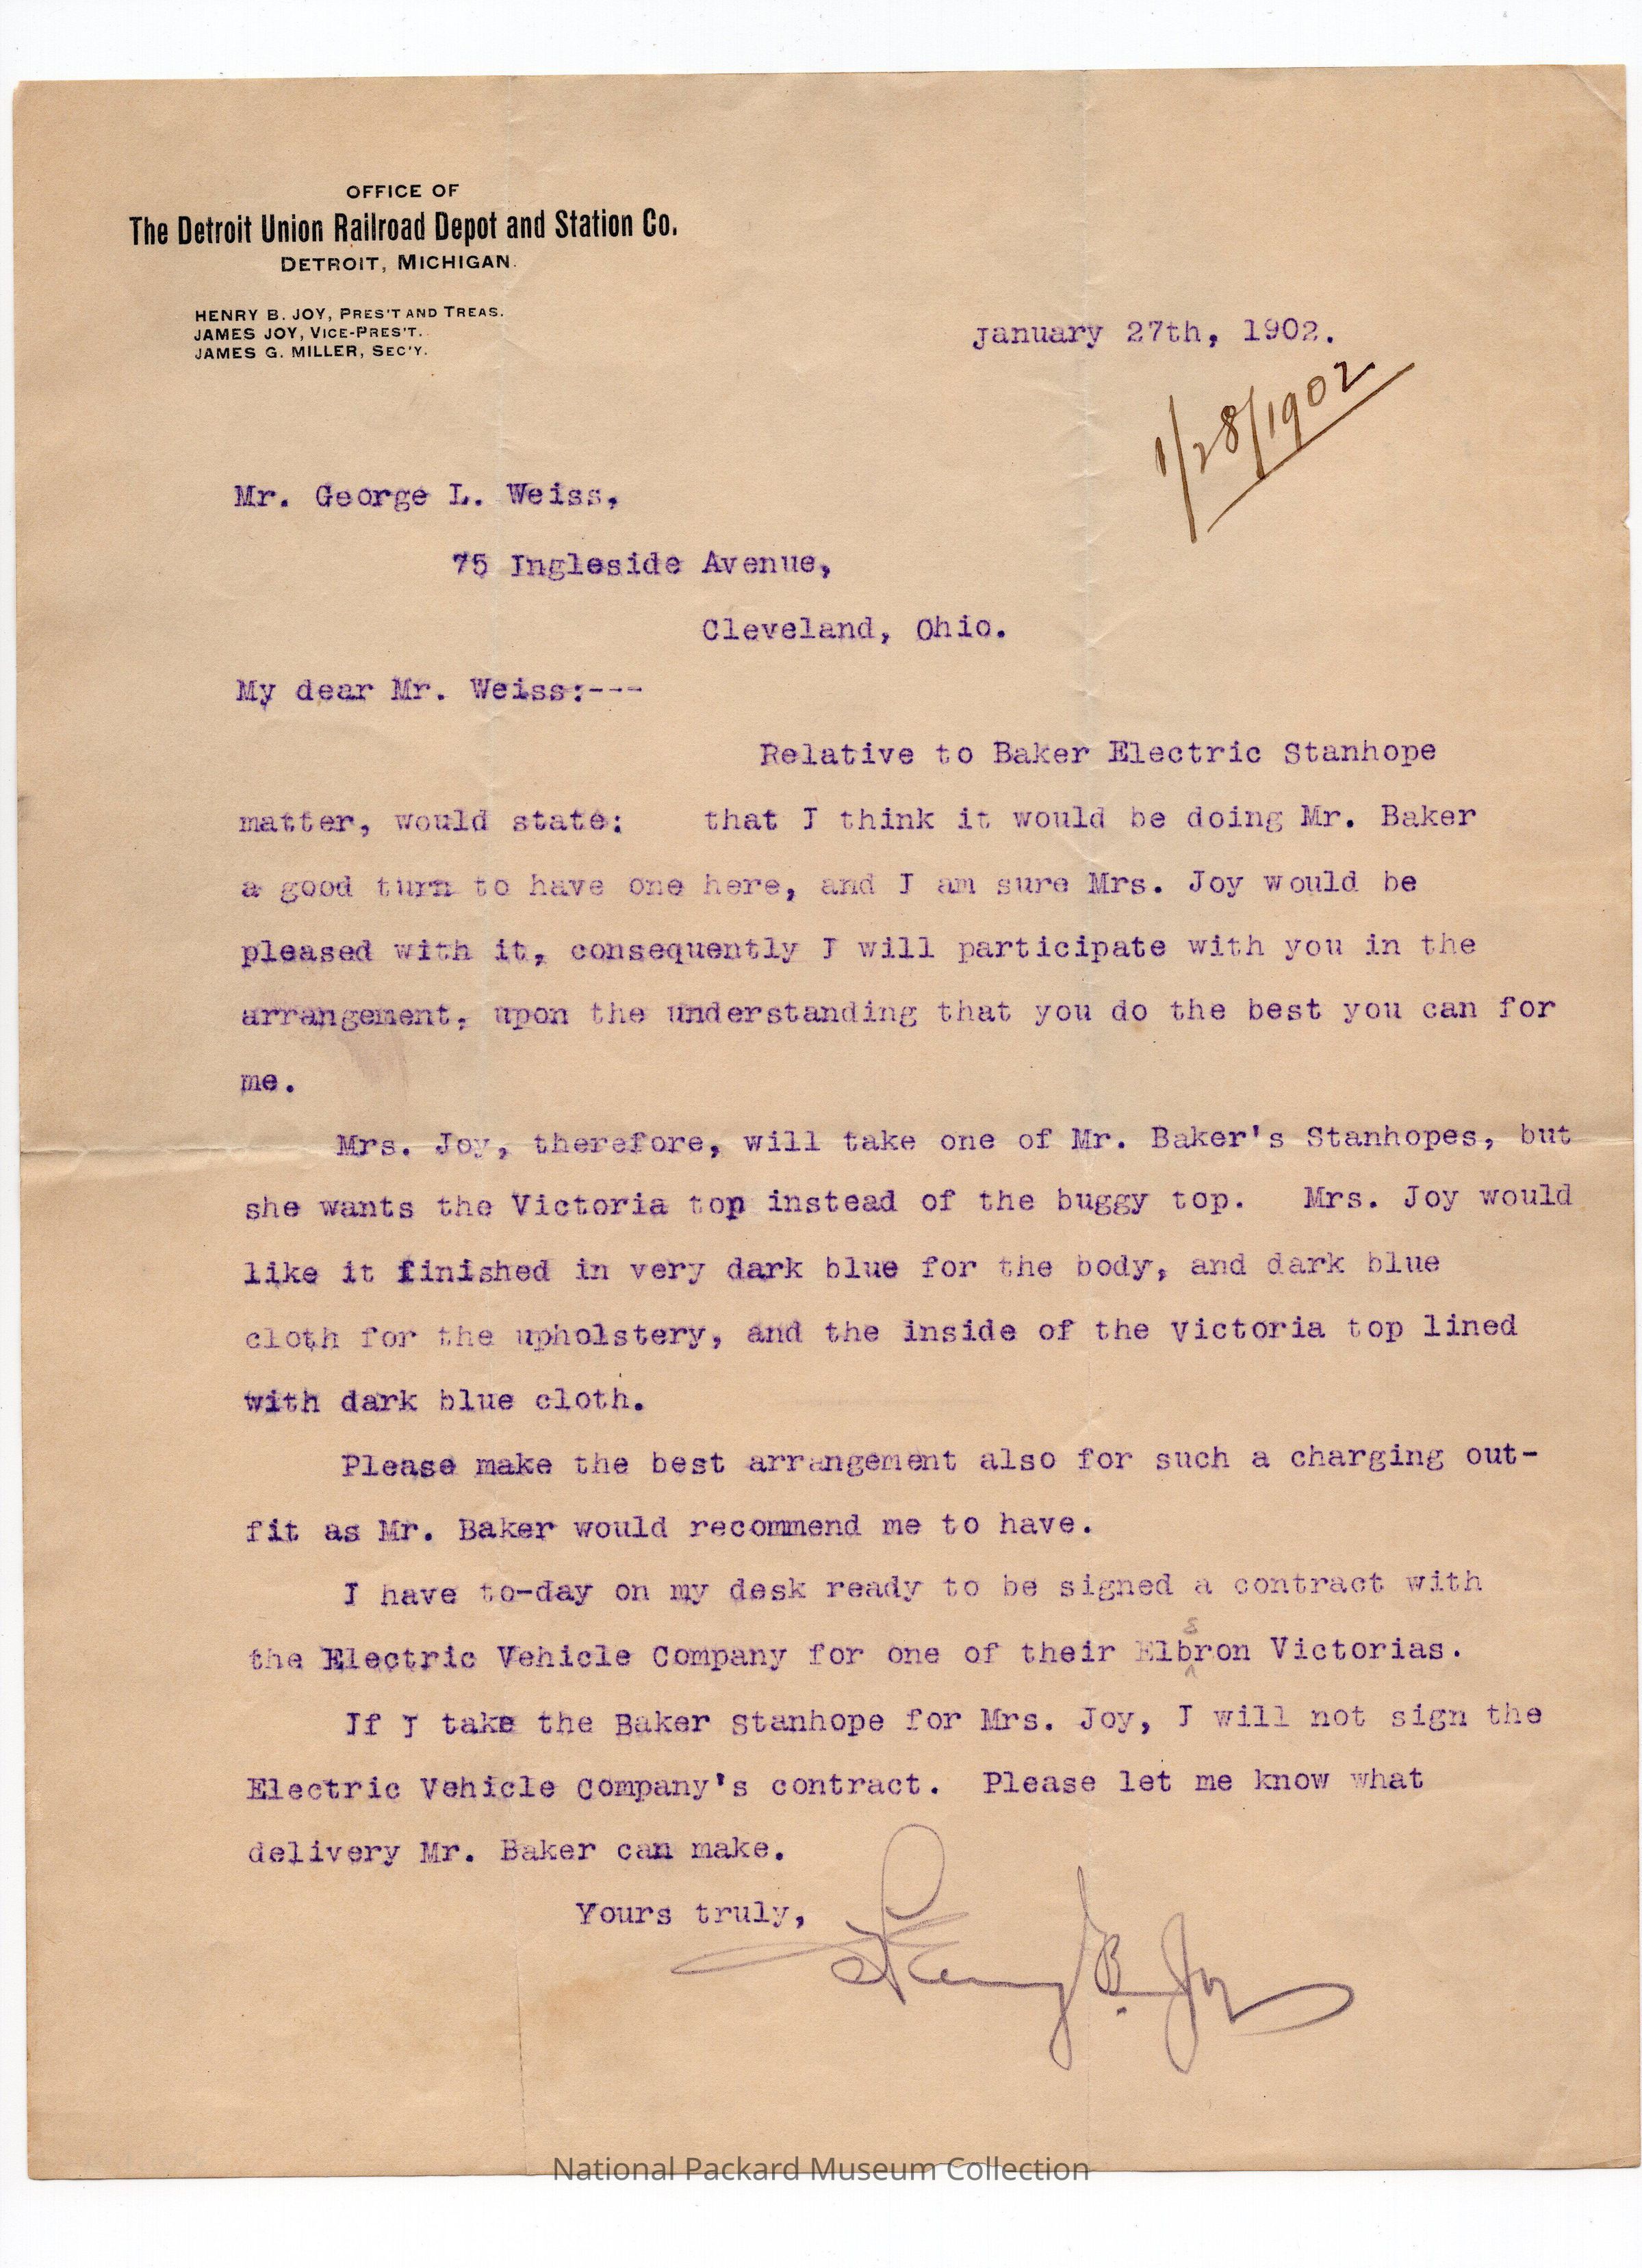 OFFICE OF
The Detroit Union Railroad Depot and Station Co.
DETROIT, MICHIGAN.
HENRY B. JOY, PRES'T AND TREAS.
JAMES JOY, VICE-PRES'T.
JAMES G. MILLER, SEC'Y.
January 27th, 1902.
1/28/1902
Mr. George L. Weiss,
75 Ingleside Avenue,
Cleveland, Ohio.
My dear Mr. Weiss:---
Relative to Baker Electric Stanhope
matter, would state: that I think it would be doing Mr. Baker
a good turn to have one here, and I am sure Mrs. Joy would be
pleased with it, consequently I will participate with you in the
arrangement, upon the understanding that you do the best you can for
me.
Mrs. Joy, therefore, will take one of Mr. Baker's Stanhopes, but
she wants the Victoria top instead of the buggy top. Mrs. Joy would
like it finished in very dark blue for the body, and dark blue
cloth for the upholstery, and the inside of the Victoria top lined
with dark blue cloth.
Please make the best arrangement also for such a charging out-
fit as Mr. Baker would recommend me to have.
I have to-day on my desk ready to be signed a contract with
s
the Electric Vehicle Company for one of their Elbron Victorias.
^
If I take the Baker Stanhope for Mrs. Joy, I will not sign the
Electric Vehicle Company's contract. Please let me know what
delivery Mr. Baker can make.
Yours truly,
Henry B. Joy
National Packard Museum Collection